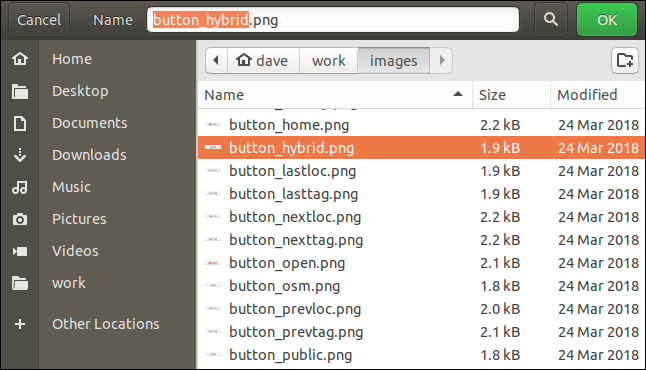 Cancel Name button_hybrid.png OK
Home
Desktop
Documents
Downloads
Music
Pictures
Videos
work
Other Locations
dave work images
Name Size Modified
button_home.png 2.2 kB 24 Mar 2018
button_hybrid.png 1.9 kB 24 Mar 2018
button_lastloc.png 1.9 kB 24 Mar 2018
button_lasttag.png 1.9 kB 24 Mar 2018
button_nextloc.png 2.2 kB 24 Mar 2018
button_nexttag.png 2.2 kB 24 Mar 2018
button_open.png 2.1 kB 24 Mar 2018
button_osm.png 1.8 kB 24 Mar 2018
button_prevloc.png 2.0 kB 24 Mar 2018
button_prevtag.png 2.1 kB 24 Mar 2018
button_public.png 1.8 kB 24 Mar 2018